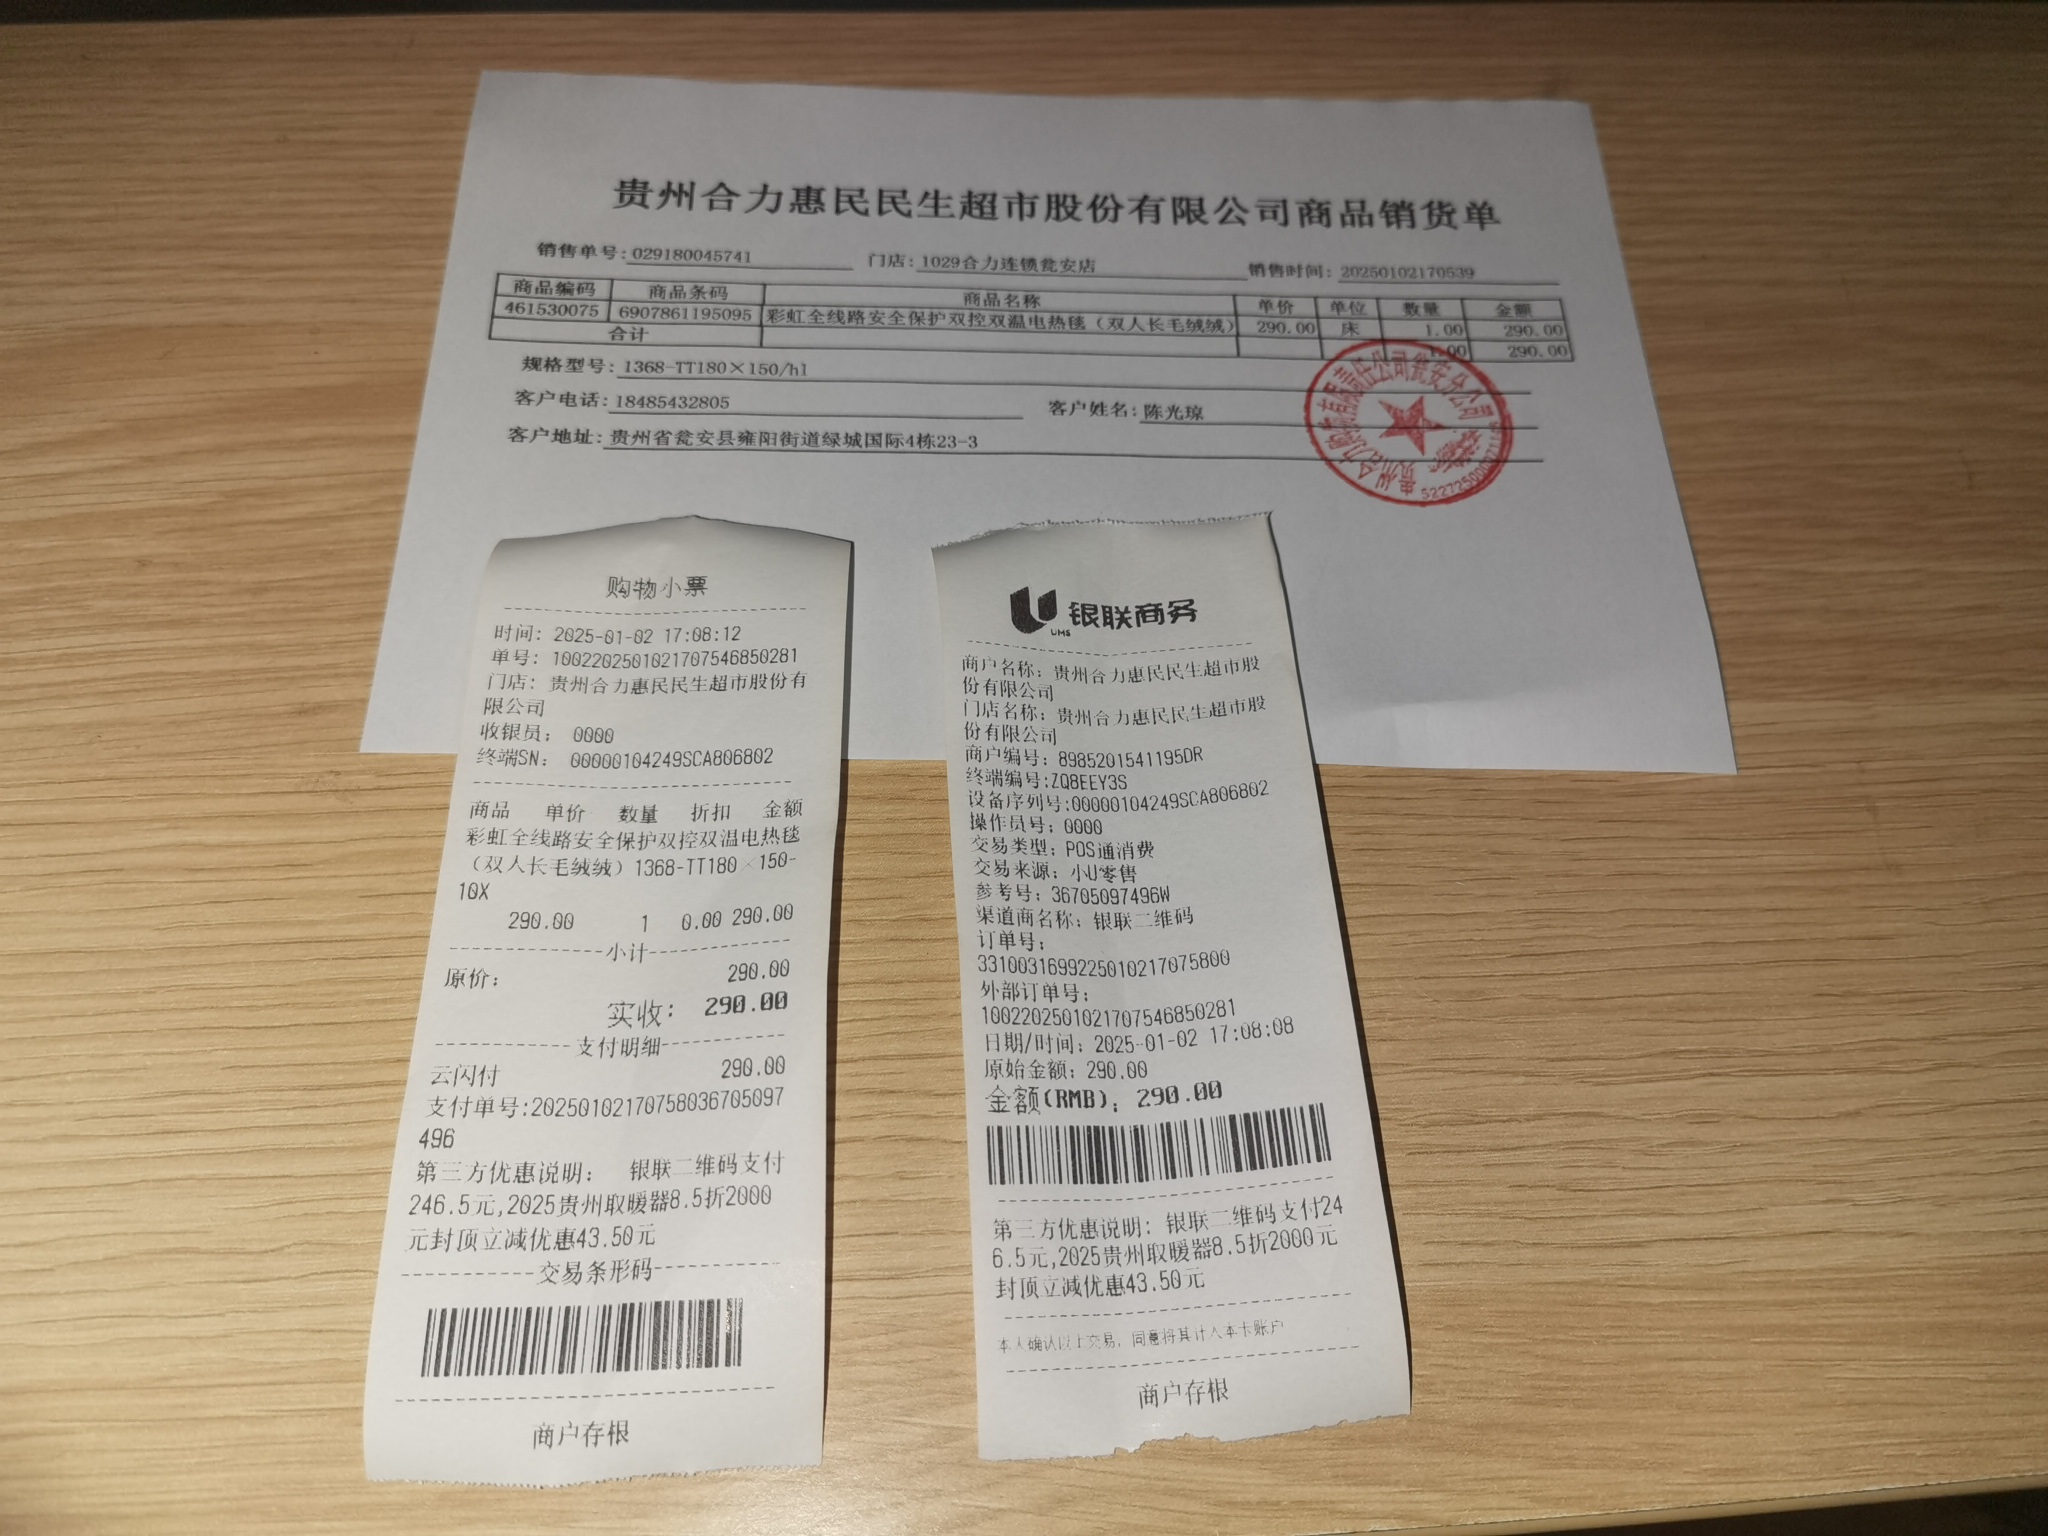 贵州合力惠民民生超市股份有限公司商品销货单
销售单号:029180045741 门店:1029合力连锁瓮安店 销售时间:20250102170539
商品编码 商品条码 商品名称 单价 单位 数量 金额
461530075 6907861195095 彩虹全线路安全保护双控双温电热毯（双人长毛绒绒） 290.00 床 1.00 290.00
合计 1.00 290.00
规格型号:1368-TT180×150/h1
客户电话:18485432805 客户姓名:陈光琼
客户地址:贵州省瓮安县雍阳街道绿城国际4栋23-3
贵州合力购物有限责任公司瓮安分公司
购物小票
时间: 2025-01-02 17:08:12
单号: 1002202501021707546850281
门店: 贵州合力惠民民生超市股份有
限公司
收银员: 0000
终端SN: 00000104249SCA806802
商品 单价 数量 折扣 金额
彩虹全线路安全保护双控双温电热毯
（双人长毛绒绒）1368-TT180×150-
10X
290.00 1 0.00 290.00
小计
原价: 290.00
实收: 290.00
支付明细
云闪付 290.00
支付单号:20250102170758036705097
496
第三方优惠说明: 银联二维码支付
246.5元,2025贵州取暖器8.5折2000
元封顶立减优惠43.50元
交易条形码
商户存根
UMS 银联商务
商户名称: 贵州合力惠民民生超市股
份有限公司
门店名称: 贵州合力惠民民生超市股
份有限公司
商户编号: 8985201541195DR
终端编号:ZQ8EEY3S
设备序列号:00000104249SCA806802
操作员号: 0000
交易类型: POS通消费
交易来源: 小U零售
参考号: 36705097496W
渠道商名称: 银联二维码
订单号:
33100316992250102170758​00
外部订单号:
1002202501021707546850281
日期/时间: 2025-01-02 17:08:08
原始金额: 290.00
金额(RMB): 290.00
第三方优惠说明: 银联二维码支付24
6.5元,2025贵州取暖器8.5折2000元
封顶立减优惠43.50元
本人确认以上交易, 同意将其计入本卡账户
商户存根